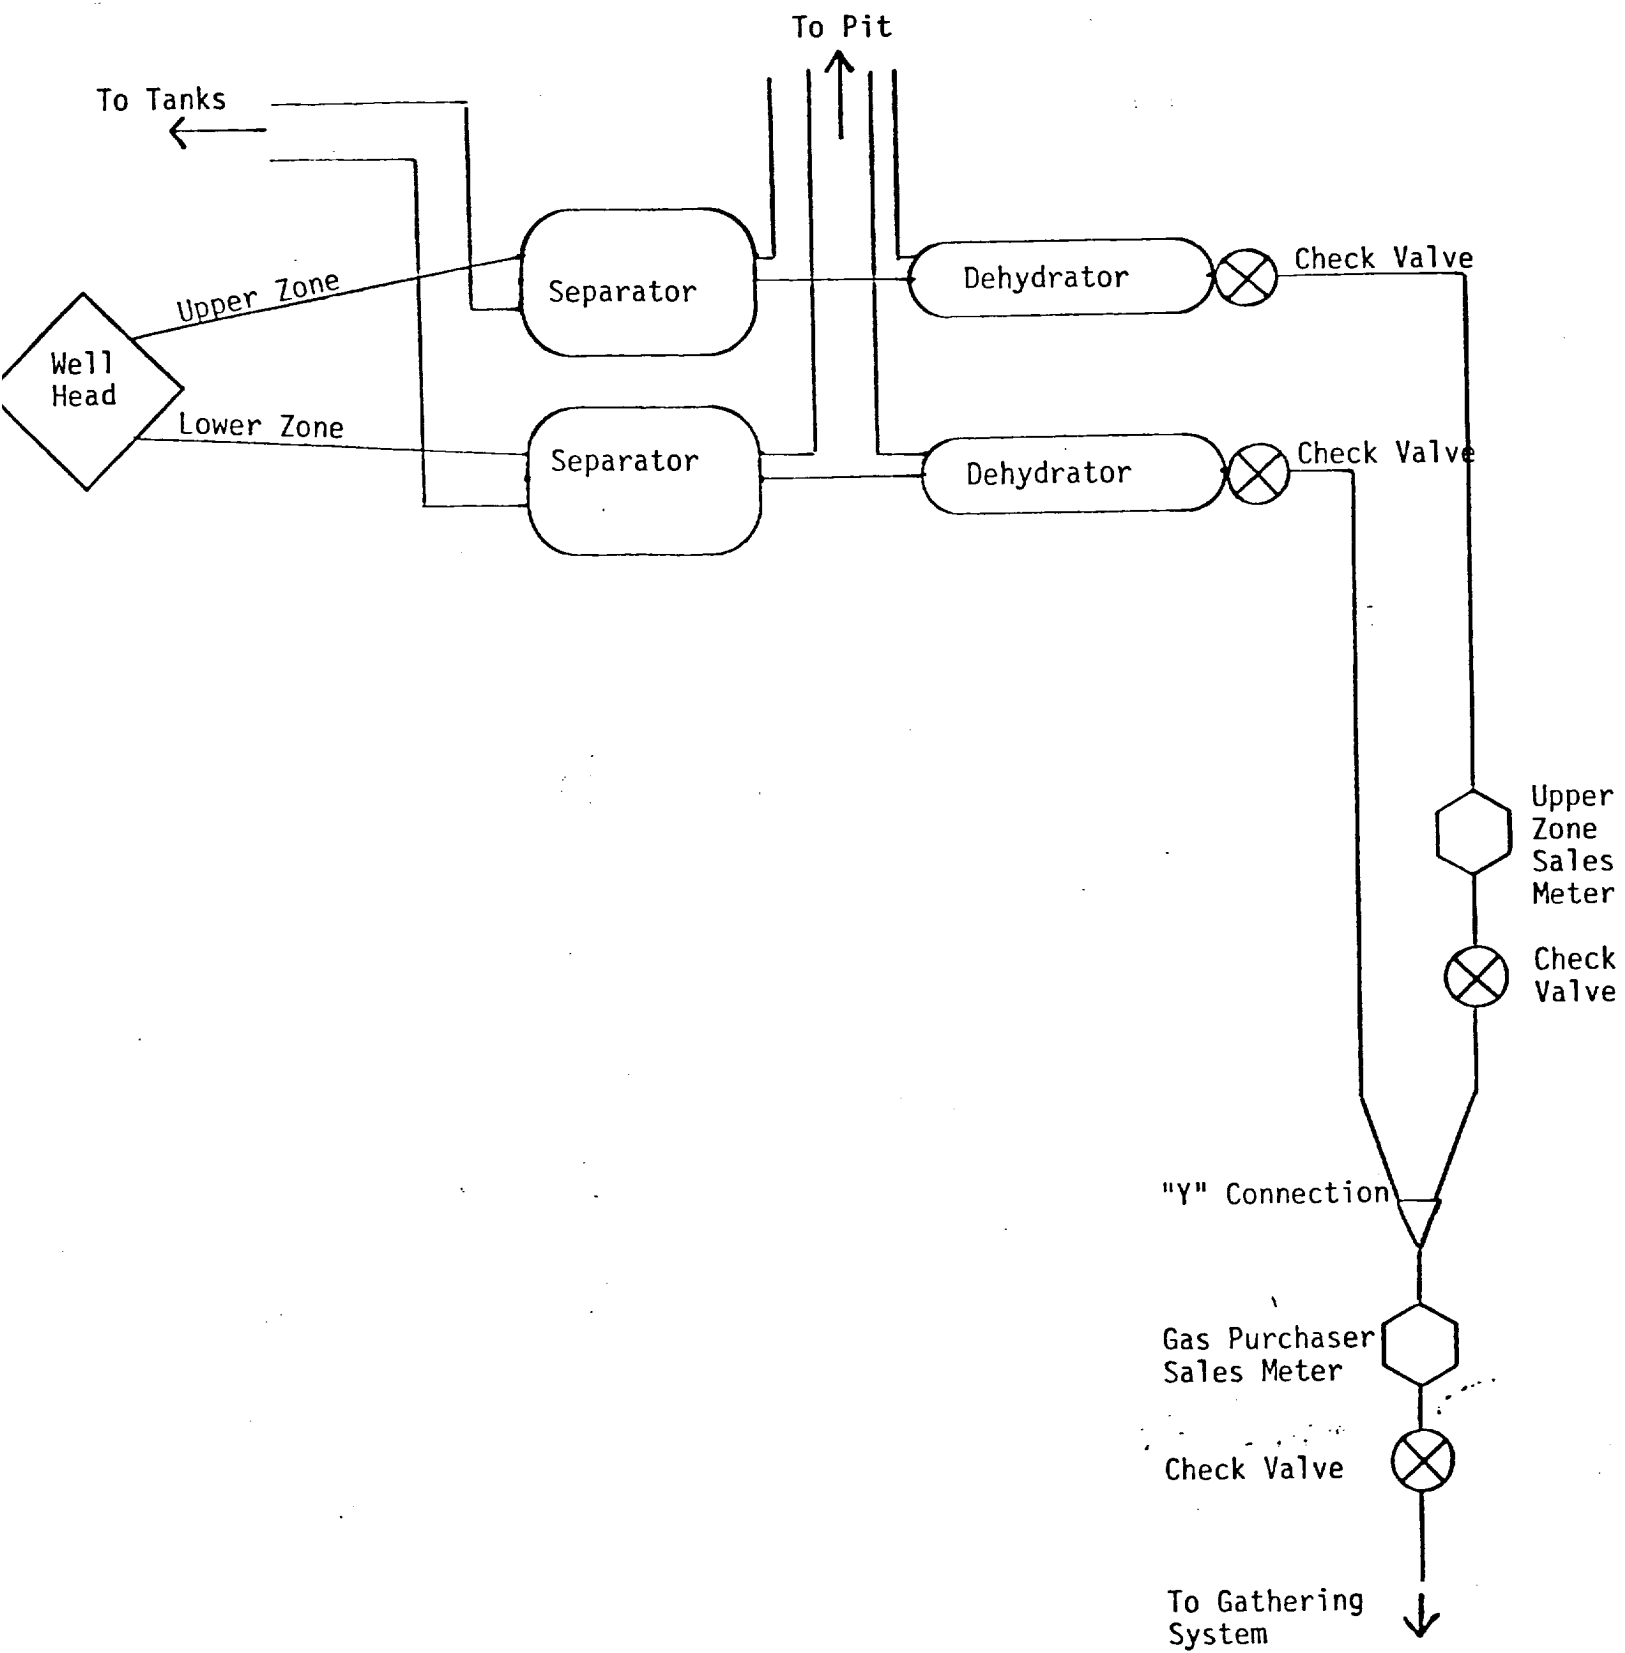 To Pit
To Tanks
Upper Zone
Separator
Dehydrator
Check Valve
Well
Head
Lower Zone
Separator
Dehydrator
Check Valve
Upper
Zone
Sales
Meter
Check
Valve
"Y" Connection
Gas Purchaser
Sales Meter
Check Valve
To Gathering
System